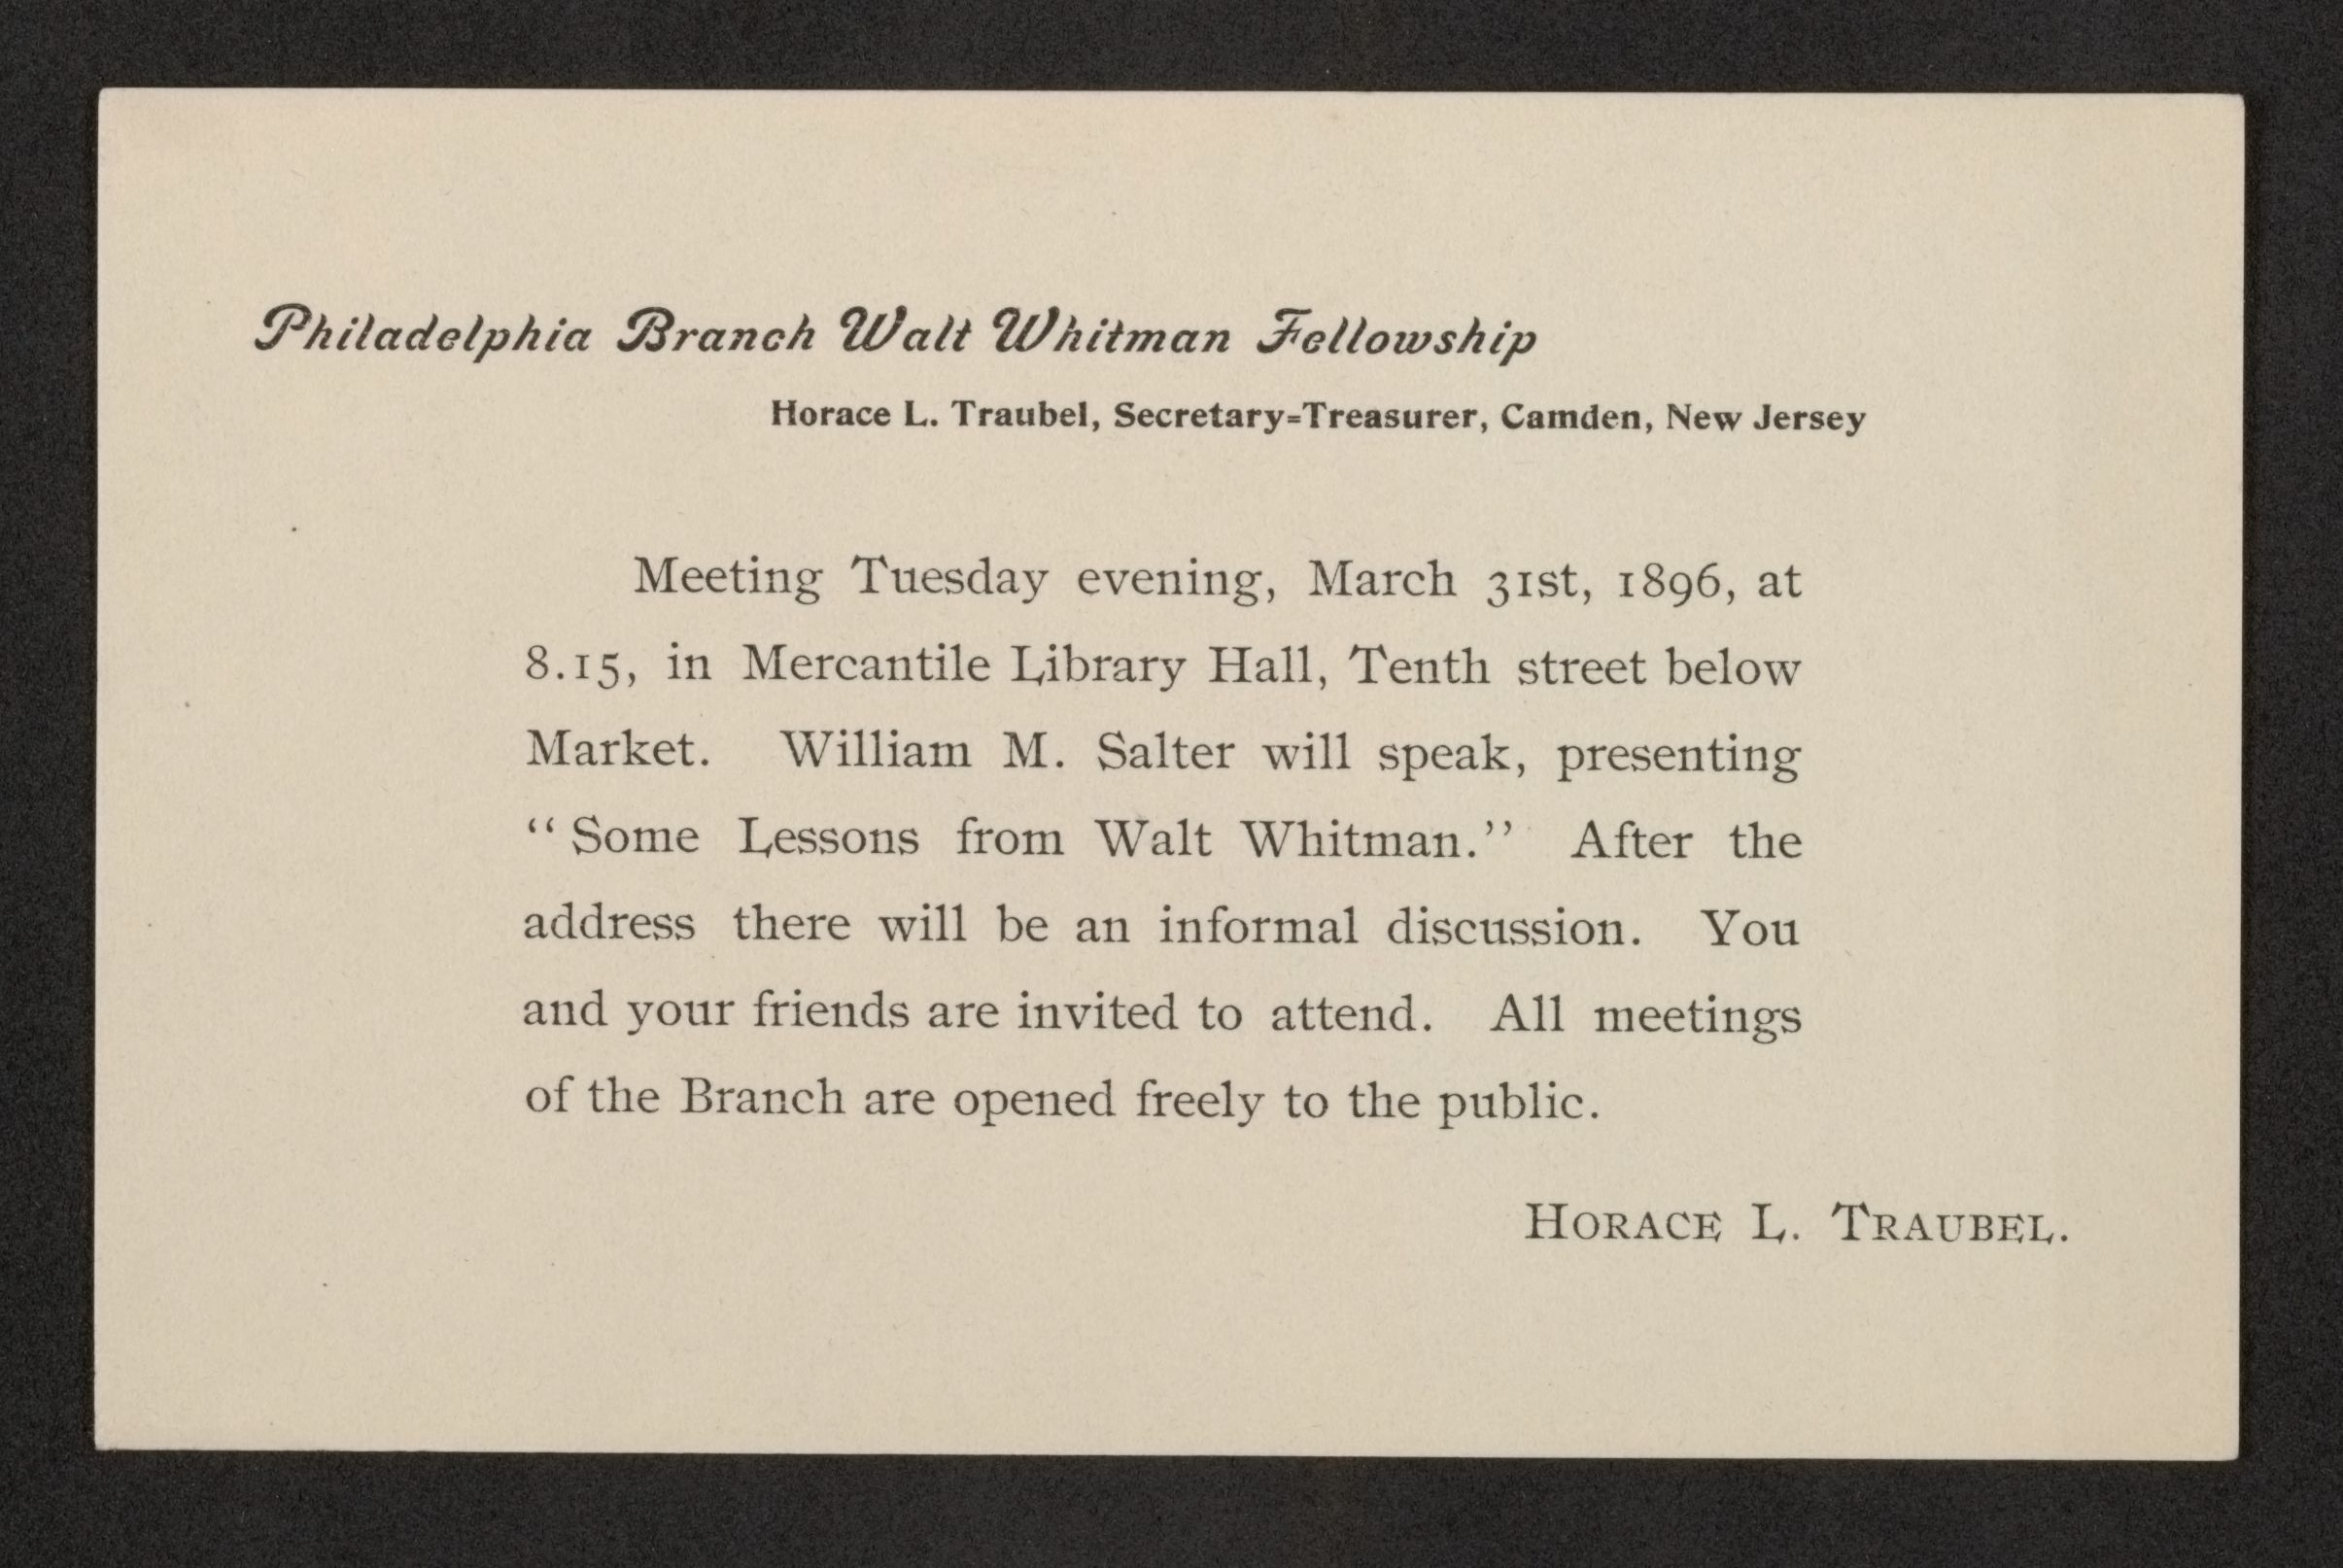 Philadelphia Branch Walt Whitman Fellowship
Horace L. Traubel, Secretary=Treasurer, Camden, New Jersey
Meeting Tuesday evening, March 31st, 1896, at
8.15, in Mercantile Library Hall, Tenth street below
Market. William M. Salter will speak, presenting
“Some Lessons from Walt Whitman.” After the
address there will be an informal discussion. You
and your friends are invited to attend. All meetings
of the Branch are opened freely to the public.
HORACE L. TRAUBEL.